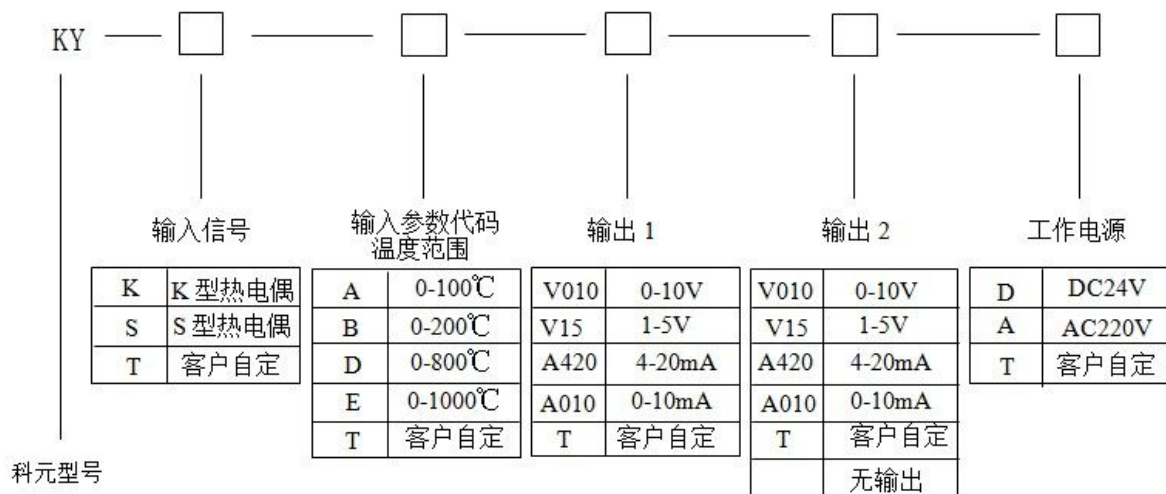 KY
输入信号
输入参数代码
温度范围
输出 1
输出 2
工作电源
K K 型热电偶
S S 型热电偶
T 客户自定
A 0-100℃
B 0-200℃
D 0-800℃
E 0-1000℃
T 客户自定
V010 0-10V
V15 1-5V
A420 4-20mA
A010 0-10mA
T 客户自定
V010 0-10V
V15 1-5V
A420 4-20mA
A010 0-10mA
T 客户自定
无输出
D DC24V
A AC220V
T 客户自定
科元型号